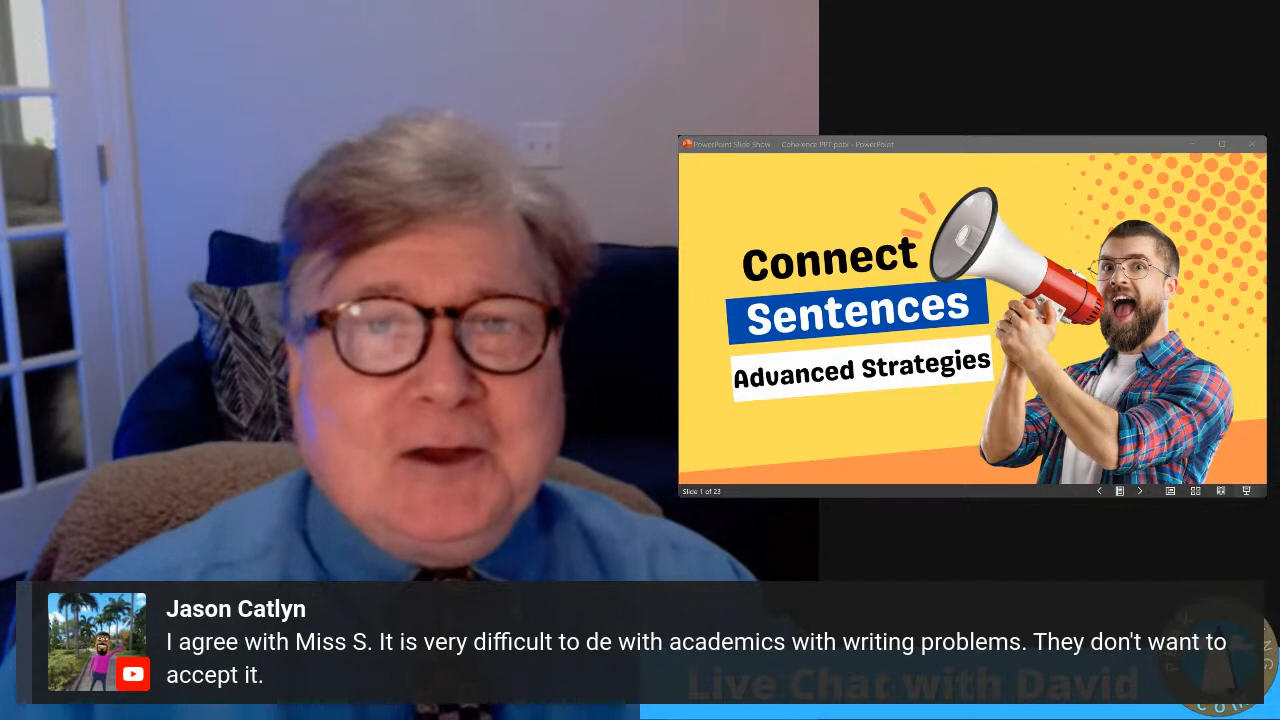 PowerPoint Slide Show - Coherence PPT.pptx - PowerPoint
Connect
Sentences
Advanced Strategies
Slide 1 of 23
Jason Catlyn
I agree with Miss S. It is very difficult to de with academics with writing problems. They don't want to
accept it.
Live Chat with David